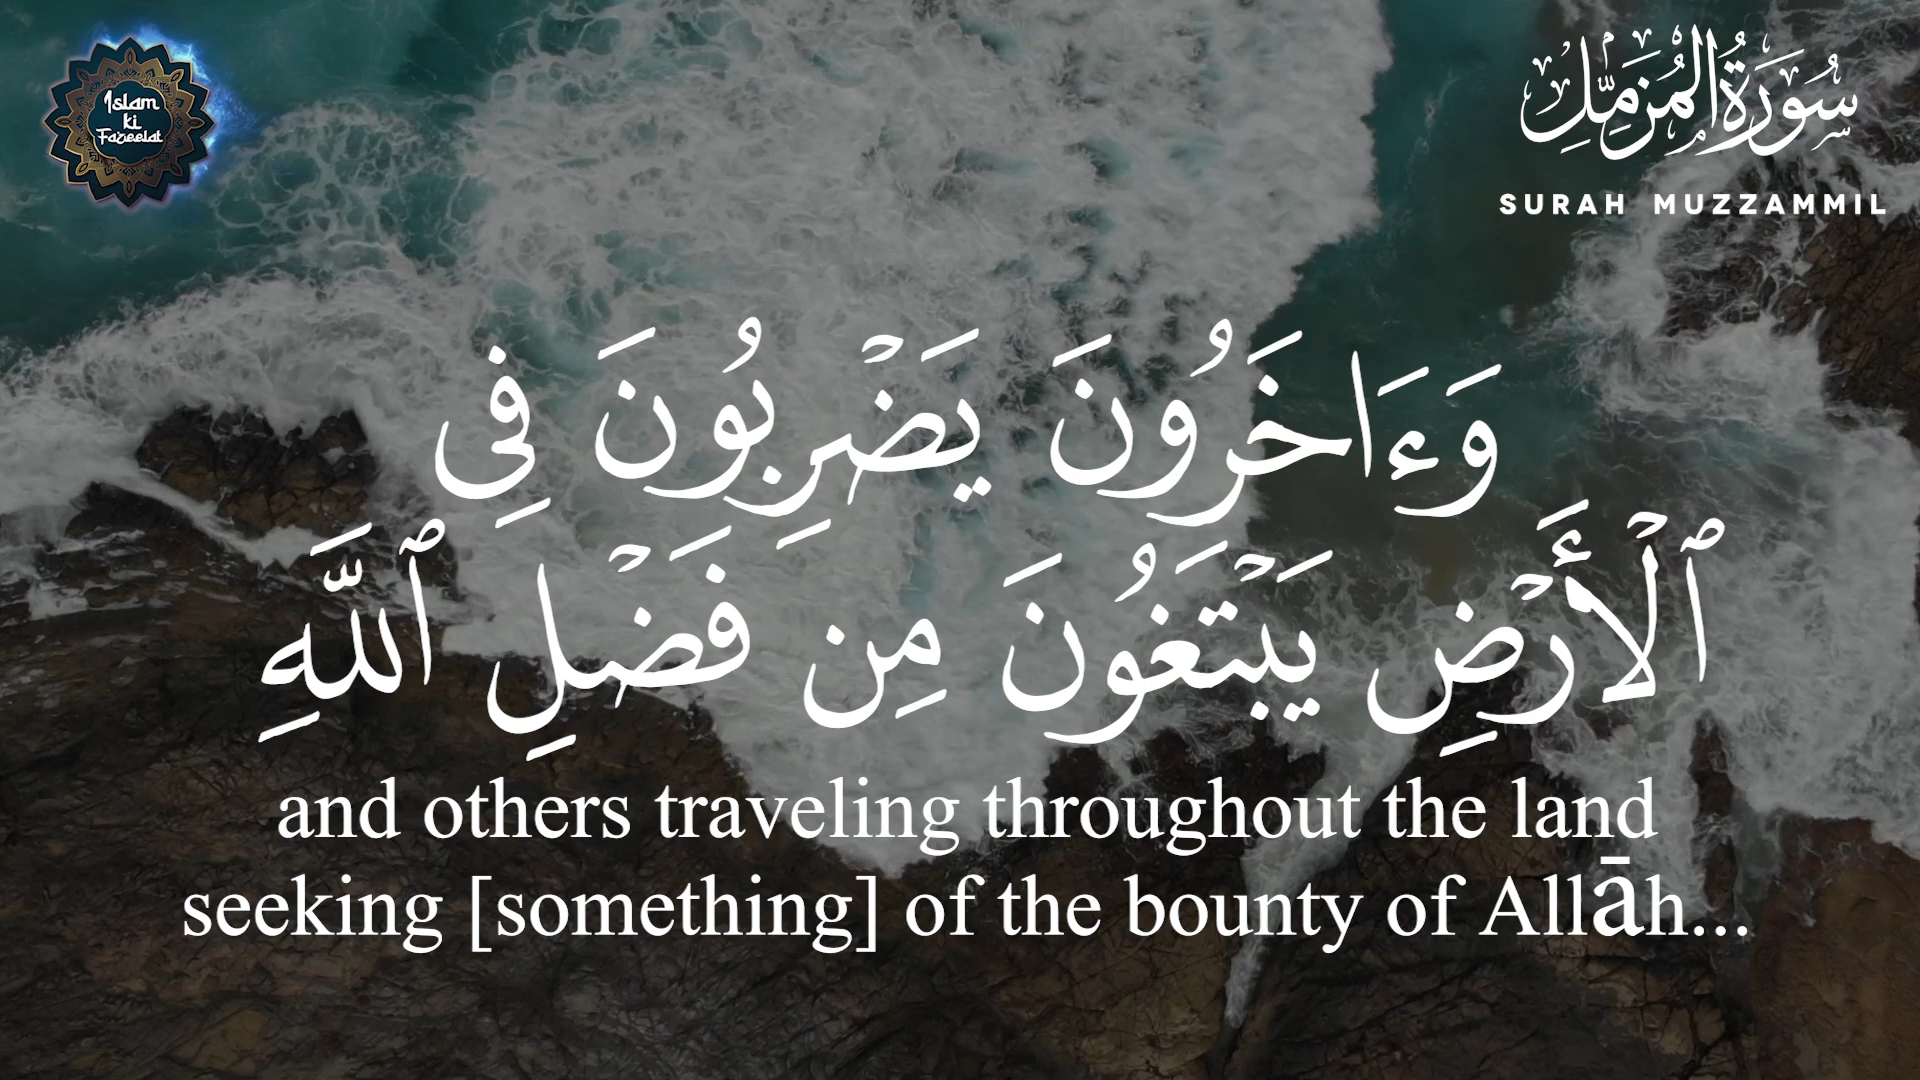 Islam
ki
Fazeelat
سُورَةُ الْمُزَّمِّل
SURAH MUZZAMMIL
وَءَاخَرُونَ يَضْرِبُونَ فِى
ٱلْأَرْضِ يَبْتَغُونَ مِن فَضْلِ ٱللَّهِ
and others traveling throughout the land
seeking [something] of the bounty of Allāh...